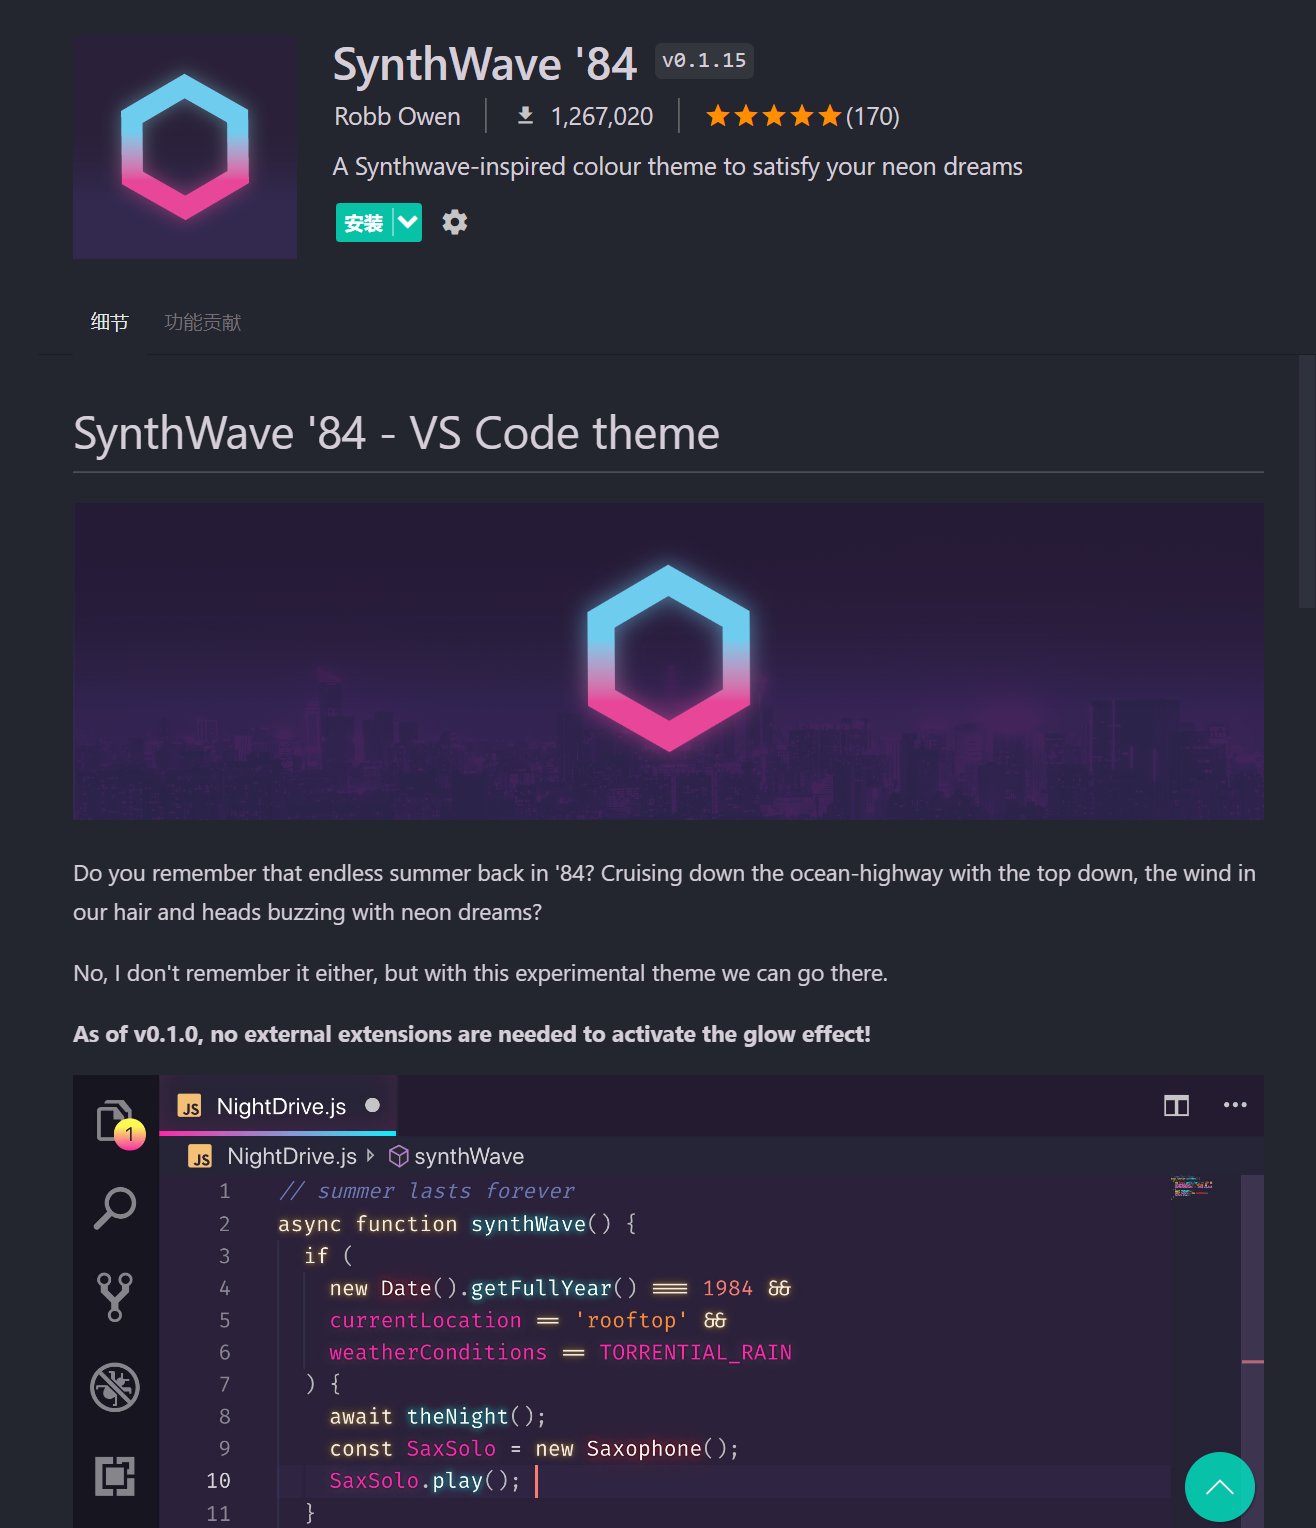 SynthWave '84 v0.1.15
Robb Owen 1,267,020 (170)
A Synthwave-inspired colour theme to satisfy your neon dreams
安装
细节 功能贡献
SynthWave '84 - VS Code theme
Do you remember that endless summer back in '84? Cruising down the ocean-highway with the top down, the wind in
our hair and heads buzzing with neon dreams?
No, I don't remember it either, but with this experimental theme we can go there.
As of v0.1.0, no external extensions are needed to activate the glow effect!
JS NightDrive.js
1
JS NightDrive.js synthWave
1 // summer lasts forever
2 async function synthWave() {
3 if (
4 new Date().getFullYear() === 1984 &&
5 currentLocation == 'rooftop' &&
6 weatherConditions == TORRENTIAL_RAIN
7 ) {
8 await theNight();
9 const SaxSolo = new Saxophone();
10 SaxSolo.play();
11 }